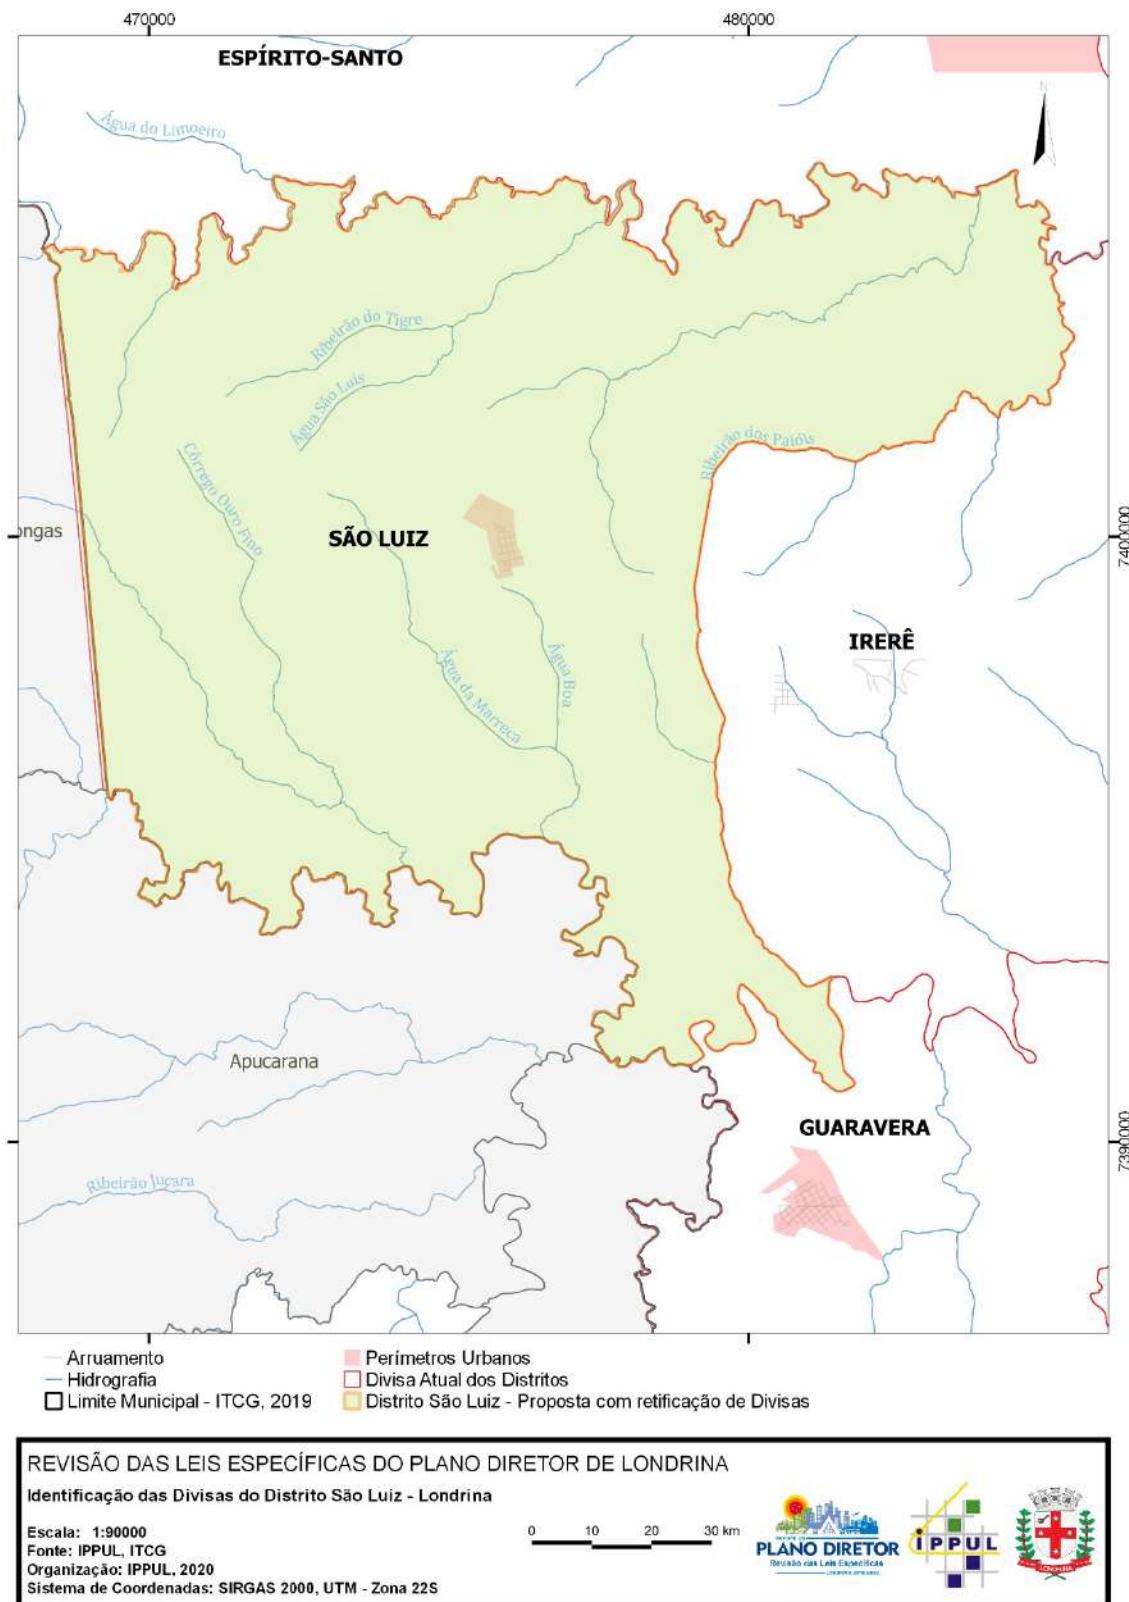 470000
480000
ESPÍRITO-SANTO
N
Água do Limoeiro
Ribeirão do Tigre
Água São Luis
Ribeirão dos Paióis
Córrego Ouro Fino
ongas
SÃO LUIZ
7400000
IRERÊ
Água Boa
Água da Marreca
Apucarana
GUARAVERA
7390000
Ribeirão Juçara
Arruamento
Perímetros Urbanos
Hidrografia
Divisa Atual dos Distritos
Limite Municipal - ITCG, 2019
Distrito São Luiz - Proposta com retificação de Divisas
REVISÃO DAS LEIS ESPECÍFICAS DO PLANO DIRETOR DE LONDRINA
Identificação das Divisas do Distrito São Luiz - Londrina
Escala: 1:90000
Fonte: IPPUL, ITCG
Organização: IPPUL, 2020
Sistema de Coordenadas: SIRGAS 2000, UTM - Zona 22S
0 10 20 30 km
PLANO DIRETOR
Revisão das Leis Específicas
IPPUL
LONDRINA